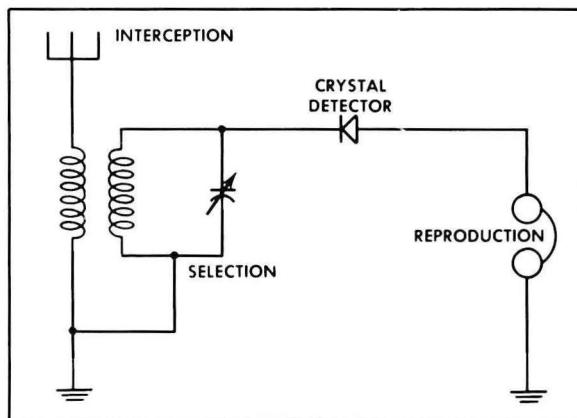 INTERCEPTION
CRYSTAL
DETECTOR
REPRODUCTION
SELECTION